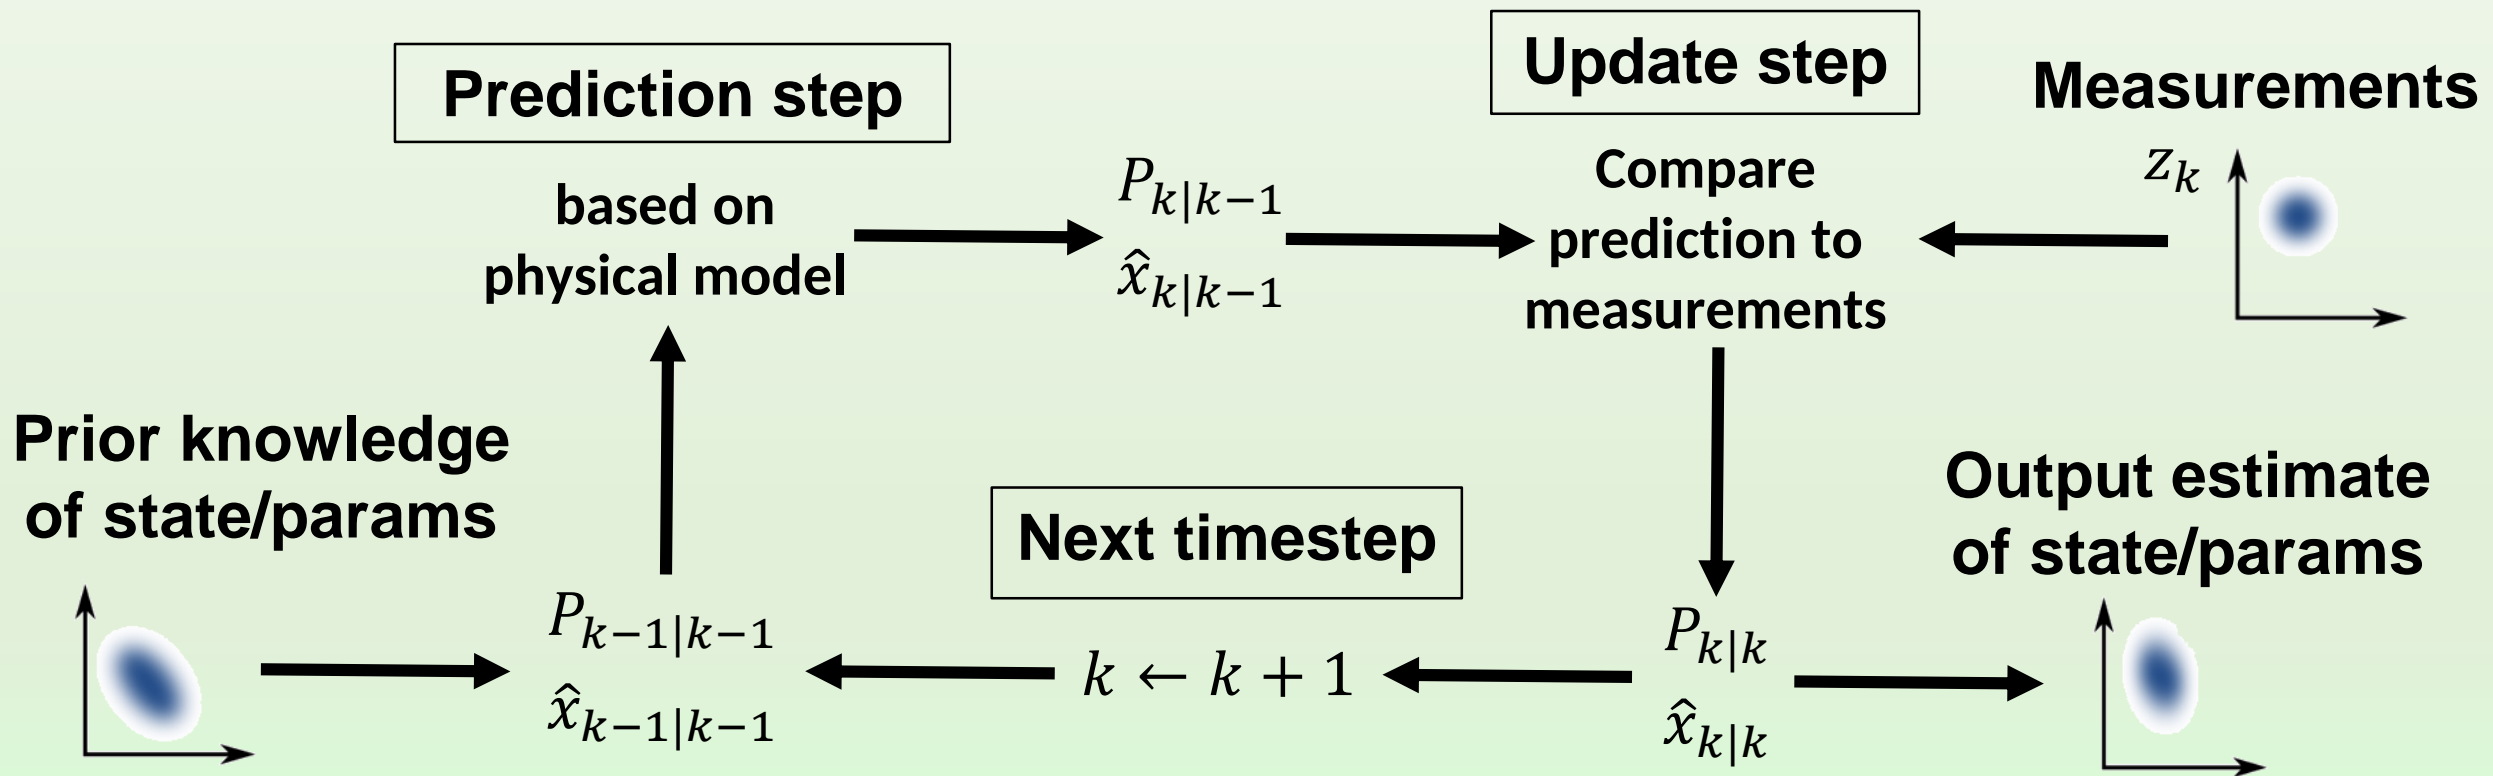 Prediction step
based on
physical model
P_{k|k−1}
x̂_{k|k−1}
Update step
Compare
prediction to
measurements
Measurements
z_k
Prior knowledge
of state/params
P_{k−1|k−1}
x̂_{k−1|k−1}
Next timestep
k ← k + 1
P_{k|k}
x̂_{k|k}
Output estimate
of state/params